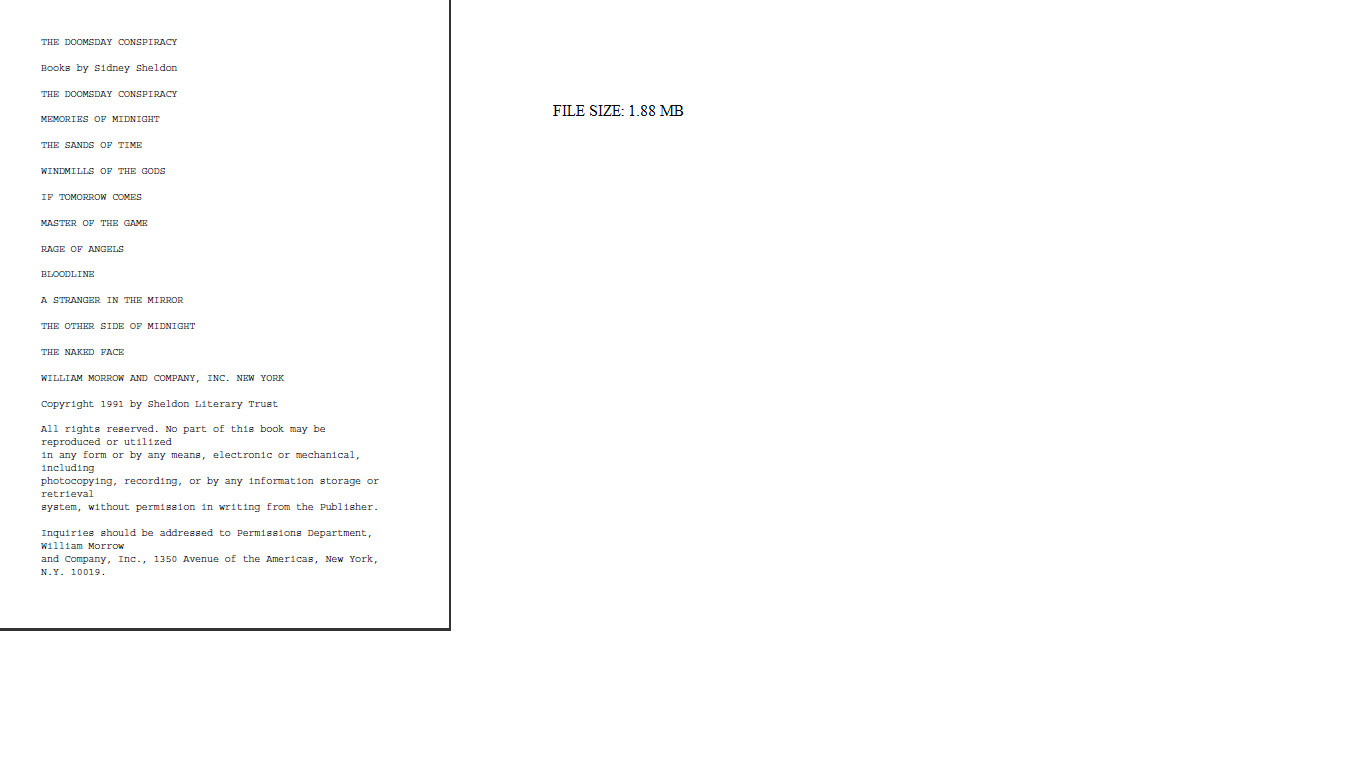 THE DOOMSDAY CONSPIRACY
Books by Sidney Sheldon
THE DOOMSDAY CONSPIRACY
MEMORIES OF MIDNIGHT
THE SANDS OF TIME
WINDMILLS OF THE GODS
IF TOMORROW COMES
MASTER OF THE GAME
RAGE OF ANGELS
BLOODLINE
A STRANGER IN THE MIRROR
THE OTHER SIDE OF MIDNIGHT
THE NAKED FACE
WILLIAM MORROW AND COMPANY, INC. NEW YORK
Copyright 1991 by Sheldon Literary Trust
All rights reserved. No part of this book may be
reproduced or utilized
in any form or by any means, electronic or mechanical,
including
photocopying, recording, or by any information storage or
retrieval
system, without permission in writing from the Publisher.
Inquiries should be addressed to Permissions Department,
William Morrow
and Company, Inc., 1350 Avenue of the Americas, New York,
N.Y. 10019.
FILE SIZE: 1.88 MB